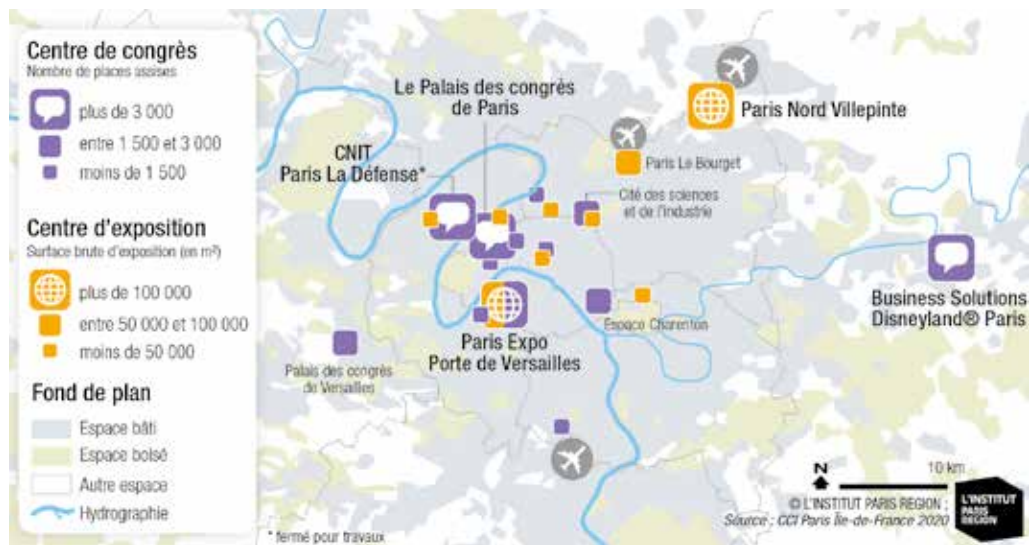 Centre de congrès
Nombre de places assises
plus de 3 000
entre 1 500 et 3 000
moins de 1 500
Centre d'exposition
Surface brute d'exposition (en m²)
plus de 100 000
entre 50 000 et 100 000
moins de 50 000
Fond de plan
Espace bâti
Espace boisé
Autre espace
Hydrographie
Le Palais des congrès
de Paris
CNIT
Paris La Défense*
Paris Nord Villepinte
Paris Le Bourget
Cité des sciences
et de l'Industrie
Business Solutions
Disneyland® Paris
Espace Charenton
Paris Expo
Porte de Versailles
Palais des congrès
de Versailles
* fermé pour travaux
N
10 km
© L'INSTITUT PARIS REGION ;
Source : CCI Paris Île-de-France 2020
L'INSTITUT
PARIS
REGION